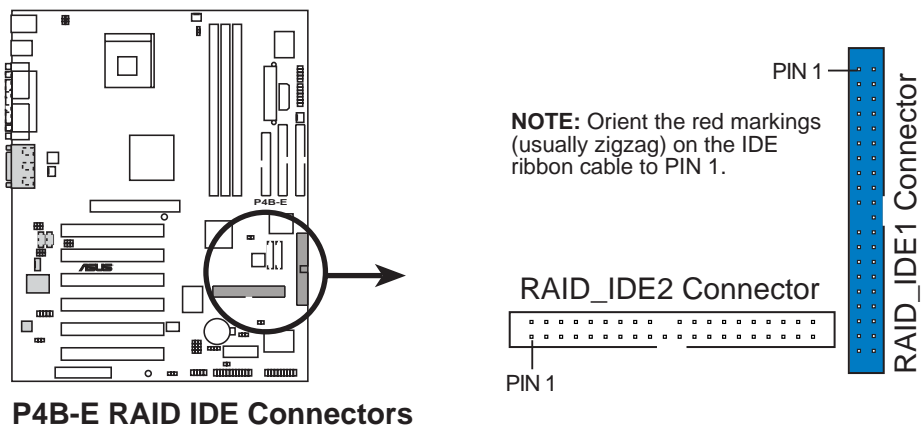 P4B-E
ASUS
PIN 1
NOTE: Orient the red markings
(usually zigzag) on the IDE
ribbon cable to PIN 1.
RAID_IDE1 Connector
RAID_IDE2 Connector
PIN 1
P4B-E RAID IDE Connectors